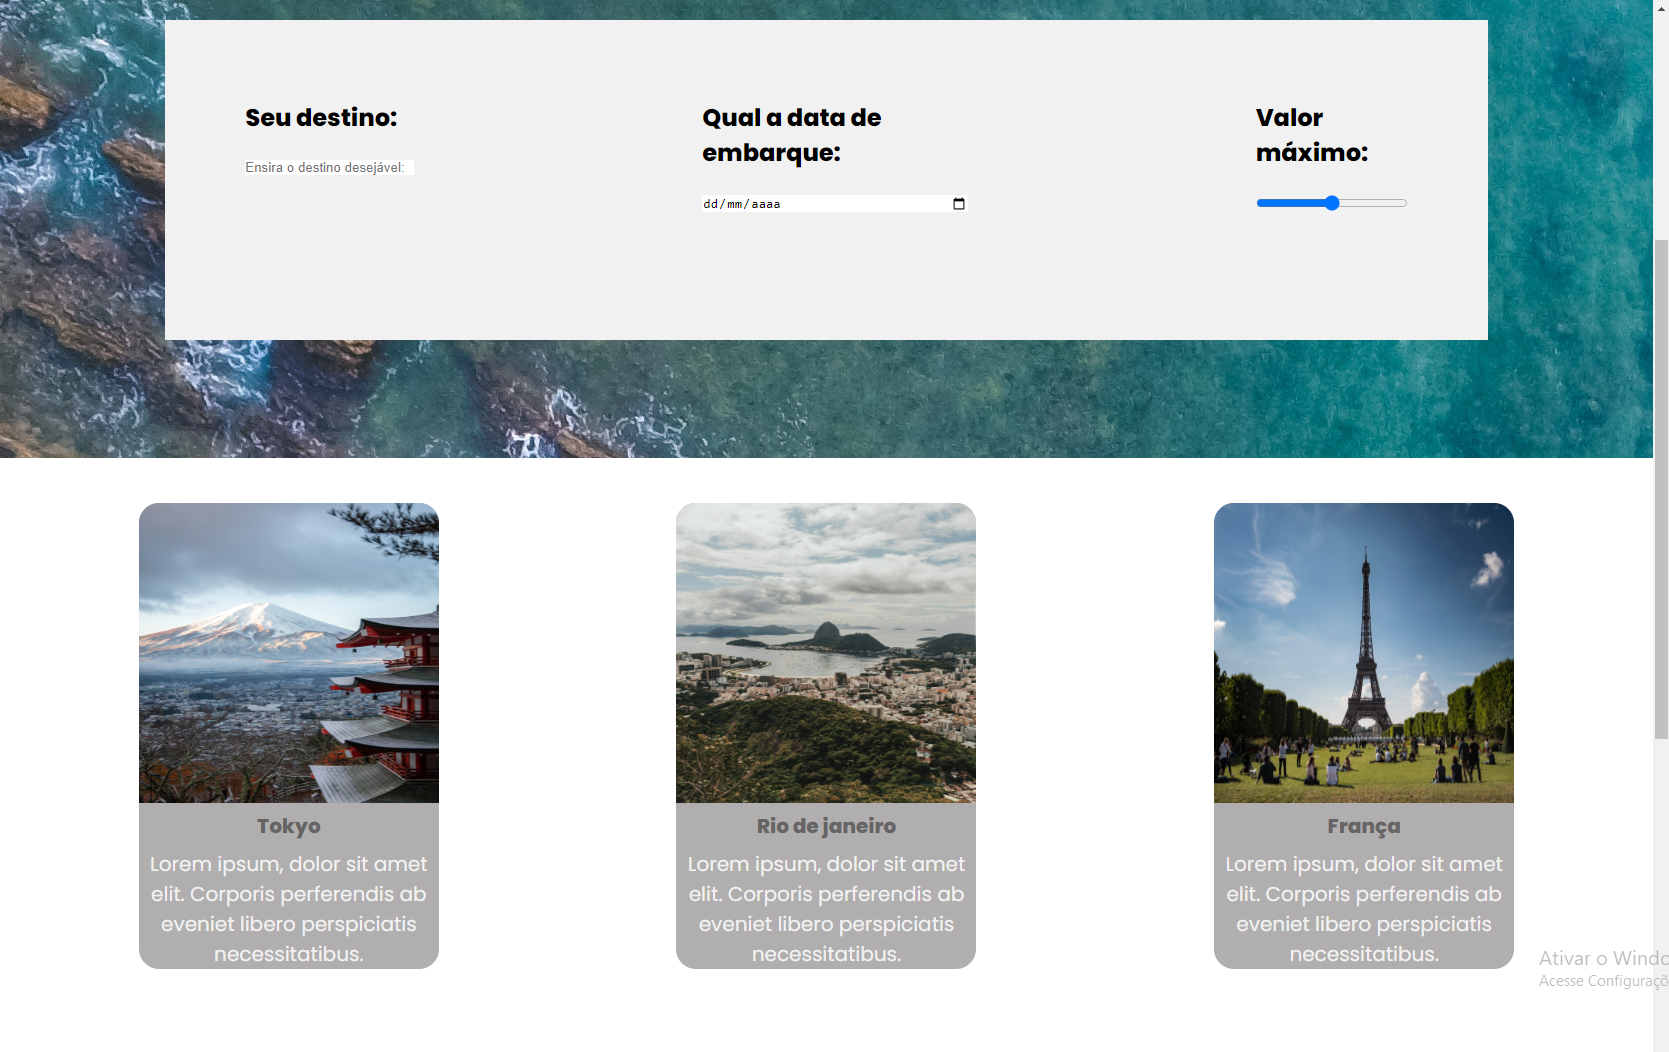 Seu destino:
Ensira o destino desejável:
Qual a data de
embarque:
dd/mm/aaaa
Valor
máximo:
Tokyo
Lorem ipsum, dolor sit amet
elit. Corporis perferendis ab
eveniet libero perspiciatis
necessitatibus.
Rio de janeiro
Lorem ipsum, dolor sit amet
elit. Corporis perferendis ab
eveniet libero perspiciatis
necessitatibus.
França
Lorem ipsum, dolor sit amet
elit. Corporis perferendis ab
eveniet libero perspiciatis
necessitatibus.
Ativar o Windo
Acesse Configuraçõ